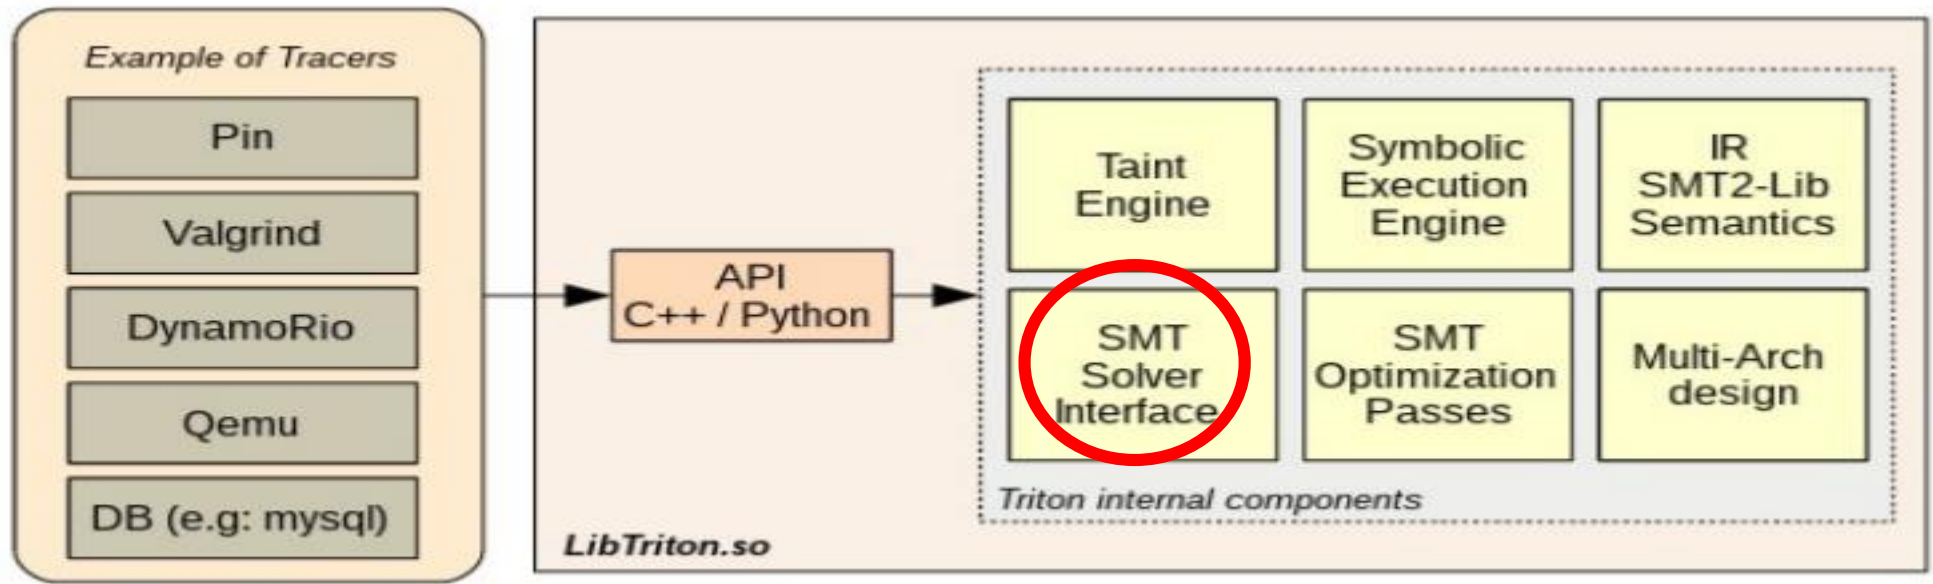 Example of Tracers
Pin
Valgrind
DynamoRio
Qemu
DB (e.g: mysql)
API
C++ / Python
Taint
Engine
Symbolic
Execution
Engine
IR
SMT2-Lib
Semantics
SMT
Solver
Interface
SMT
Optimization
Passes
Multi-Arch
design
Triton internal components
LibTriton.so